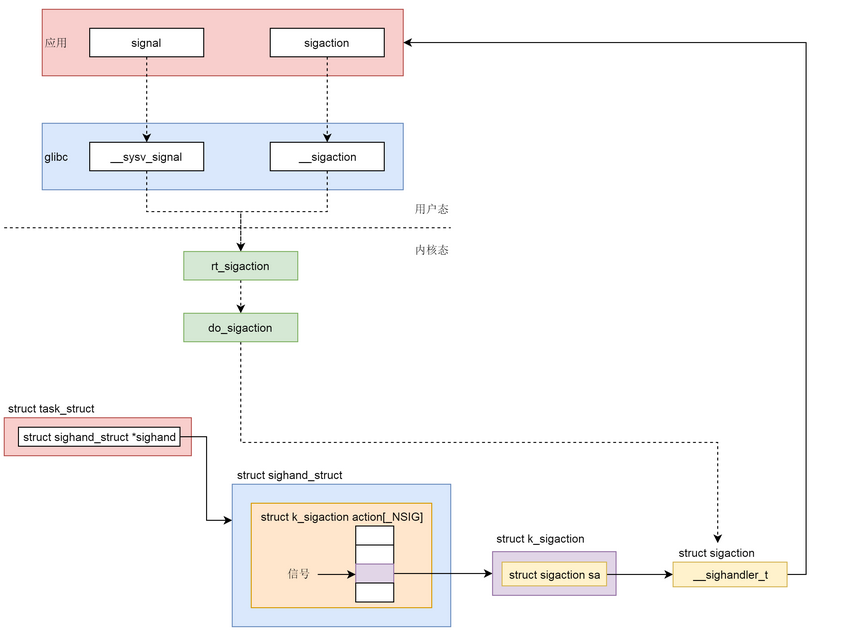 应用
signal
sigaction
glibc
__sysv_signal
__sigaction
用户态
内核态
rt_sigaction
do_sigaction
struct task_struct
struct sighand_struct *sighand
struct sighand_struct
struct k_sigaction action[_NSIG]
信号
struct k_sigaction
struct sigaction sa
struct sigaction
__sighandler_t